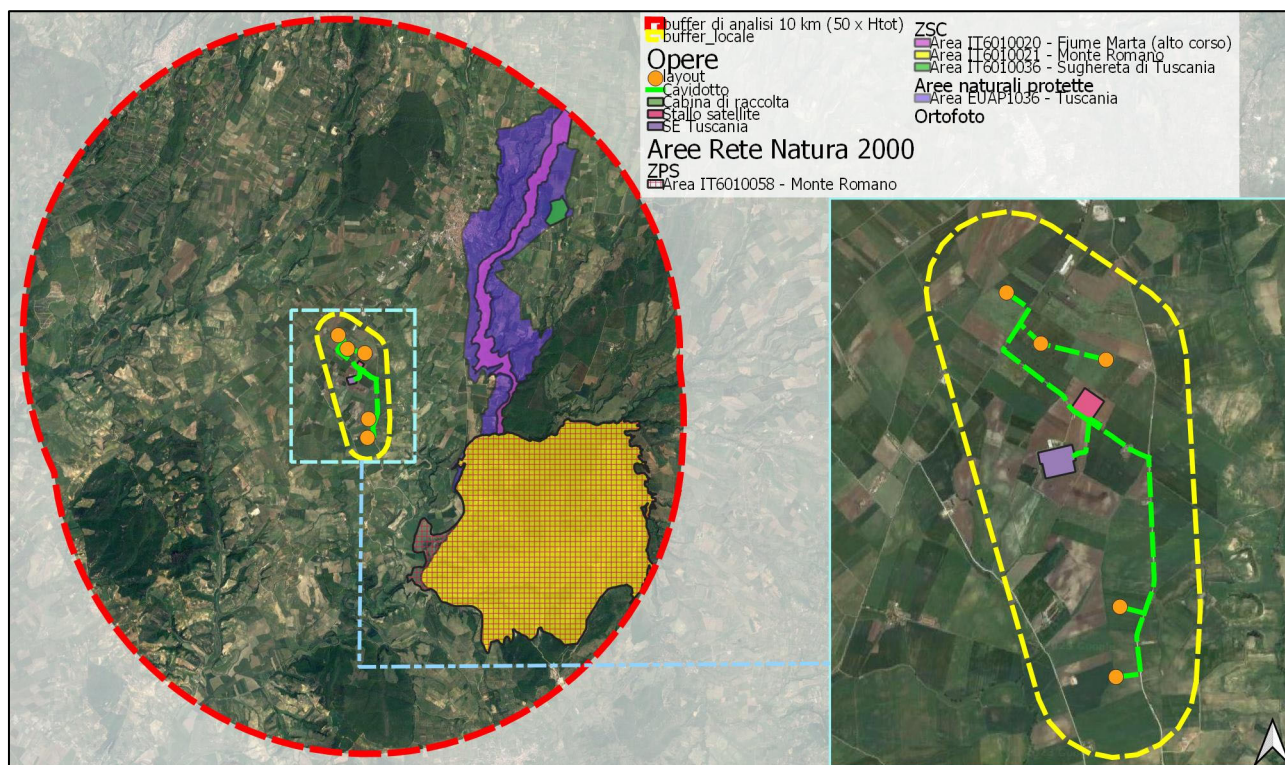 buffer di analisi 10 km (50 x Htot)
buffer_locale
Opere
layout
Cavidotto
Cabina di raccolta
Stallo satellite
SE Tuscania
Aree Rete Natura 2000
ZPS
Area IT6010058 - Monte Romano
ZSC
Area IT6010020 - Fiume Marta (alto corso)
Area IT6010021 - Monte Romano
Area IT6010036 - Sughereta di Tuscania
Aree naturali protette
Area EUAP1036 - Tuscania
Ortofoto